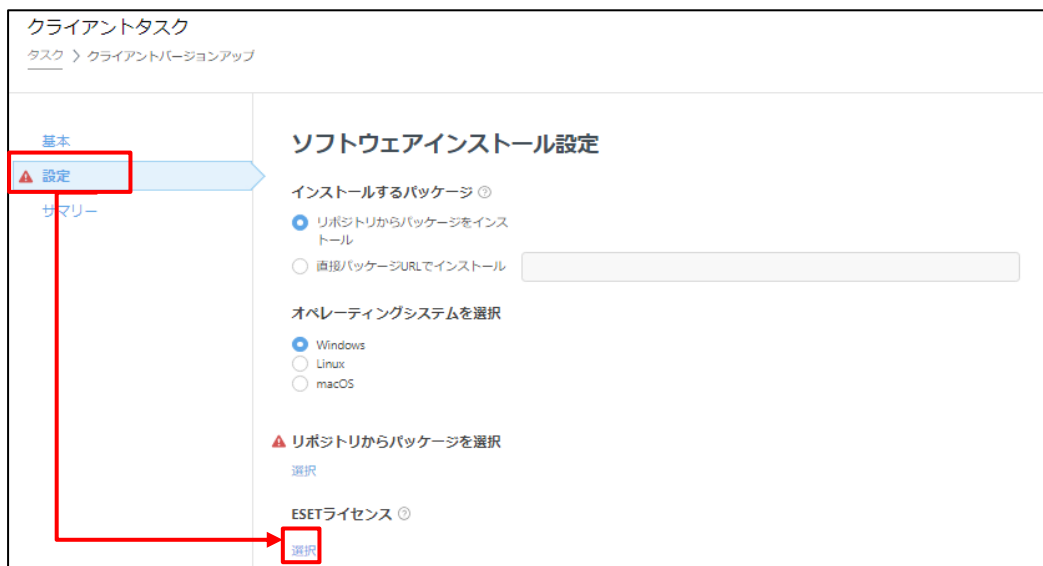 クライアントタスク
タスク 〉 クライアントバージョンアップ
基本
設定
サマリー
ソフトウェアインストール設定
インストールするパッケージ
リポジトリからパッケージをインス
トール
直接パッケージURLでインストール
オペレーティングシステムを選択
Windows
Linux
macOS
リポジトリからパッケージを選択
選択
ESETライセンス
選択